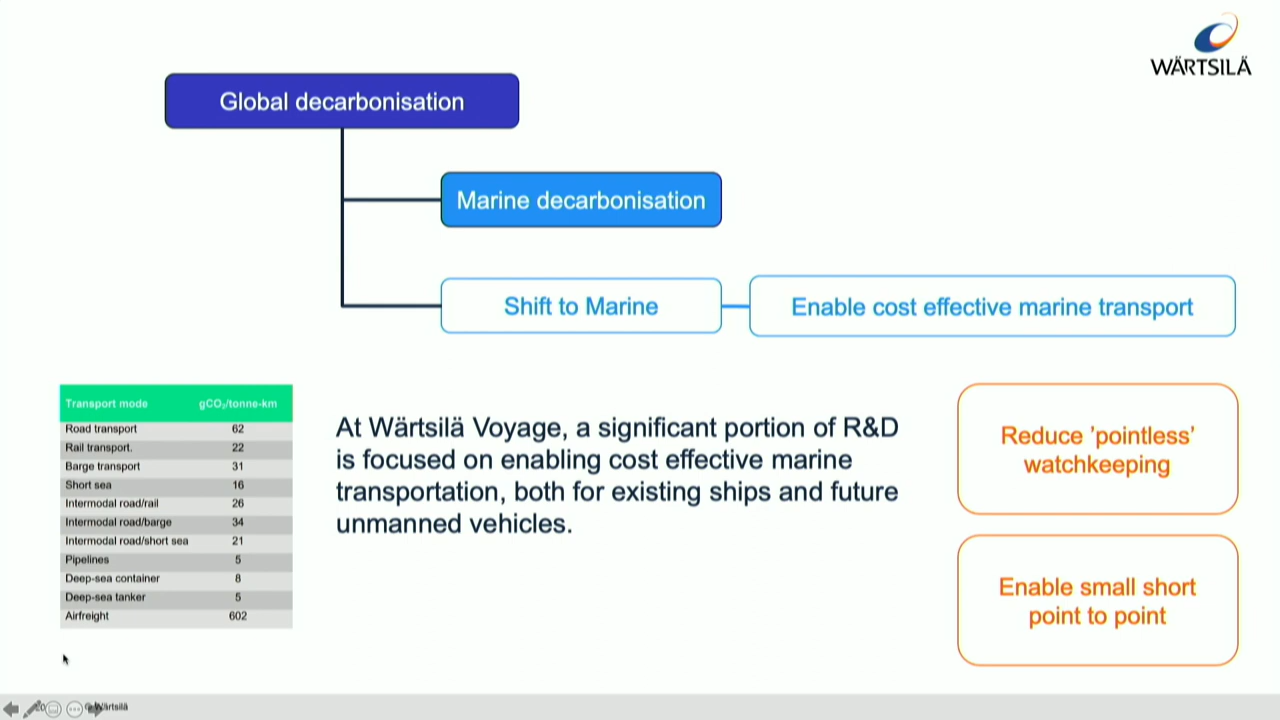 WÄRTSILÄ
Global decarbonisation
Marine decarbonisation
Shift to Marine
Enable cost effective marine transport
Transport mode gCO₂/tonne-km
Road transport 62
Rail transport. 22
Barge transport 31
Short sea 16
Intermodal road/rail 26
Intermodal road/barge 34
Intermodal road/short sea 21
Pipelines 5
Deep-sea container 8
Deep-sea tanker 5
Airfreight 602
At Wärtsilä Voyage, a significant portion of R&D
is focused on enabling cost effective marine
transportation, both for existing ships and future
unmanned vehicles.
Reduce 'pointless'
watchkeeping
Enable small short
point to point
Wärtsilä